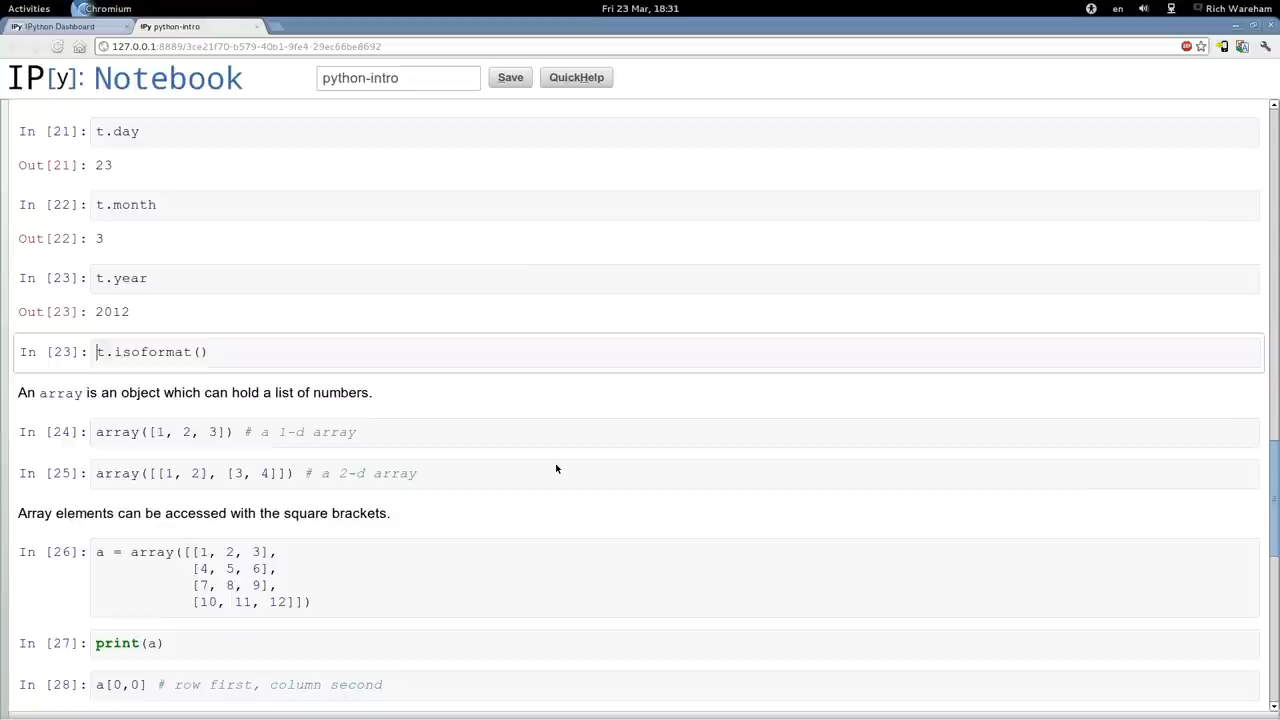 Activities Chromium Fri 23 Mar, 18:31 en Rich Wareham
IPy IPython Dashboard IPy python-intro
127.0.0.1:8889/3ce21f70-b579-40b1-9fe4-29ec66be8692
IP[y]: Notebook python-intro Save QuickHelp
In [21]: t.day
Out[21]: 23
In [22]: t.month
Out[22]: 3
In [23]: t.year
Out[23]: 2012
In [23]: t.isoformat()
An array is an object which can hold a list of numbers.
In [24]: array([1, 2, 3]) # a 1-d array
In [25]: array([[1, 2], [3, 4]]) # a 2-d array
Array elements can be accessed with the square brackets.
In [26]: a = array([[1, 2, 3],
[4, 5, 6],
[7, 8, 9],
[10, 11, 12]])
In [27]: print(a)
In [28]: a[0,0] # row first, column second